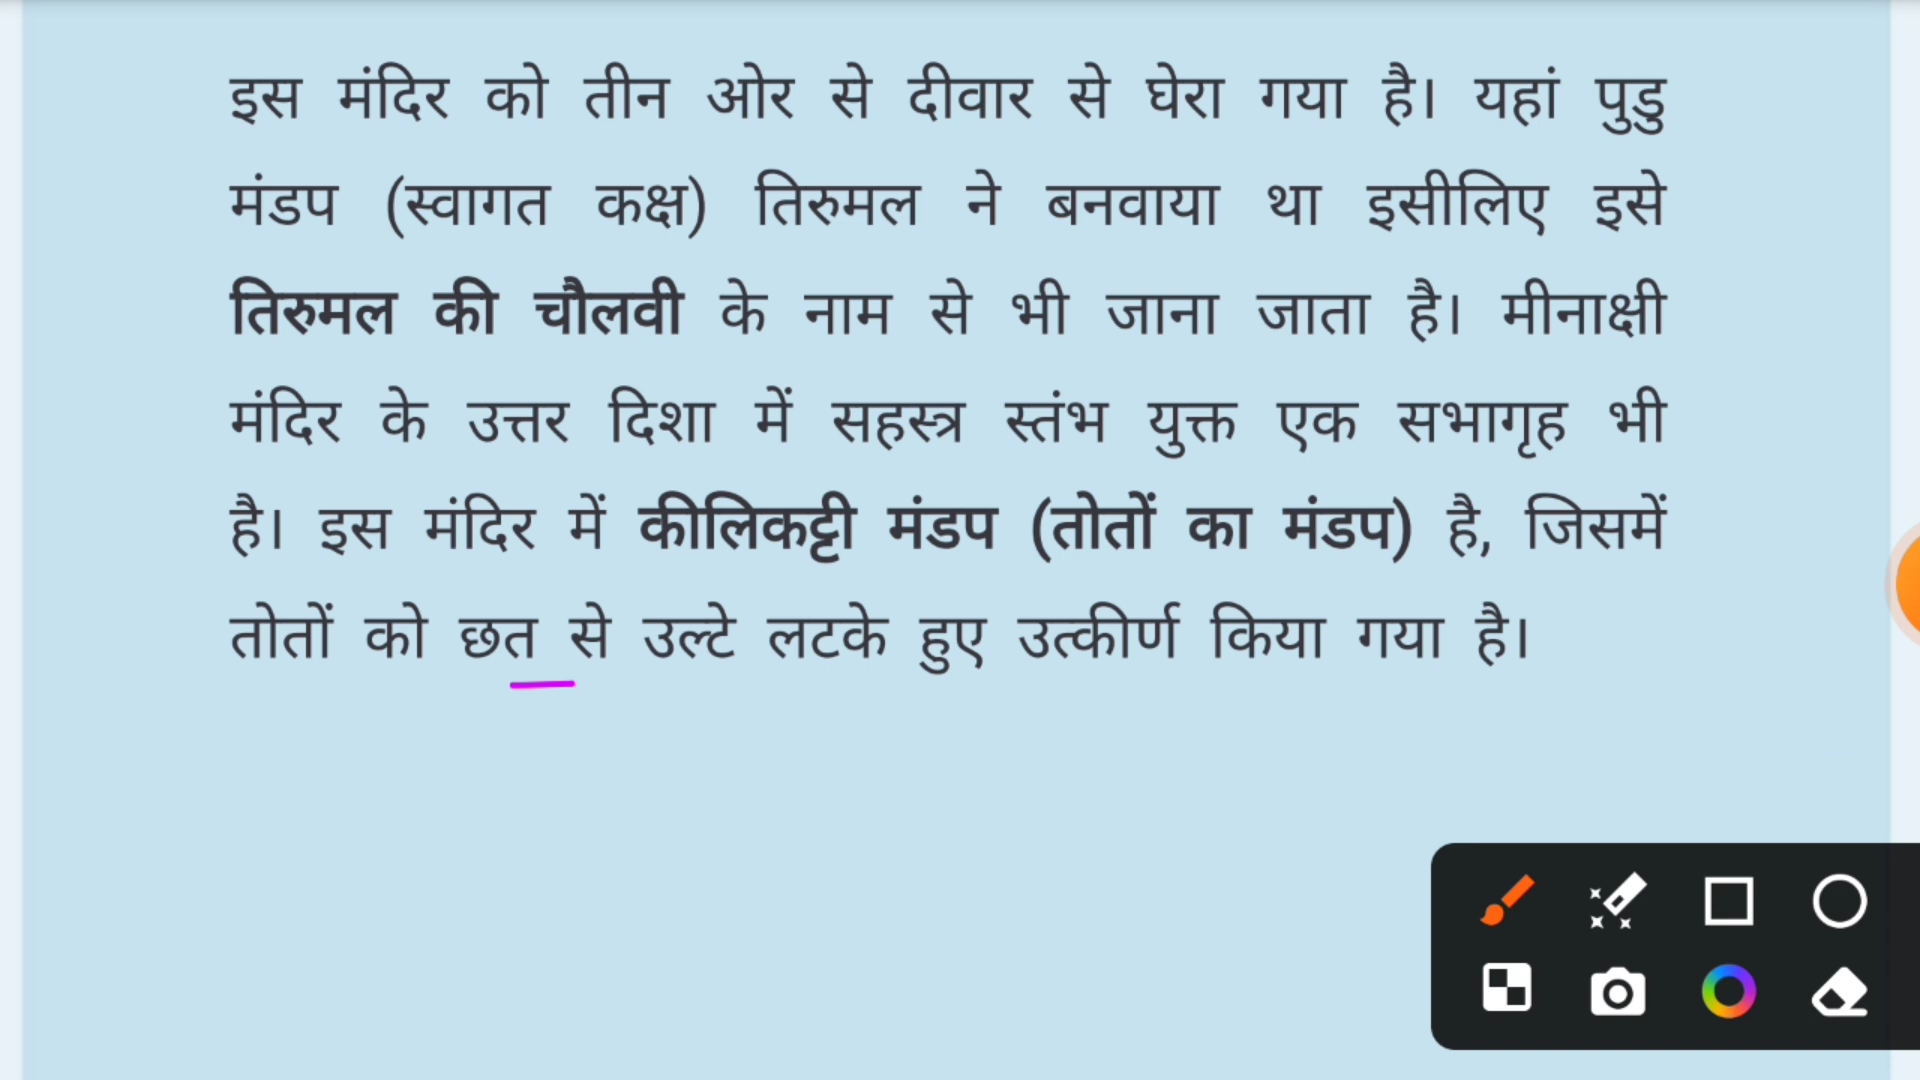 इस मंदिर को तीन ओर से दीवार से घेरा गया है। यहां पुडु
मंडप (स्वागत कक्ष) तिरुमल ने बनवाया था इसीलिए इसे
तिरुमल की चौलवी के नाम से भी जाना जाता है। मीनाक्षी
मंदिर के उत्तर दिशा में सहस्त्र स्तंभ युक्त एक सभागृह भी
है। इस मंदिर में कीलिकट्टी मंडप (तोतों का मंडप) है, जिसमें
तोतों को छत से उल्टे लटके हुए उत्कीर्ण किया गया है।